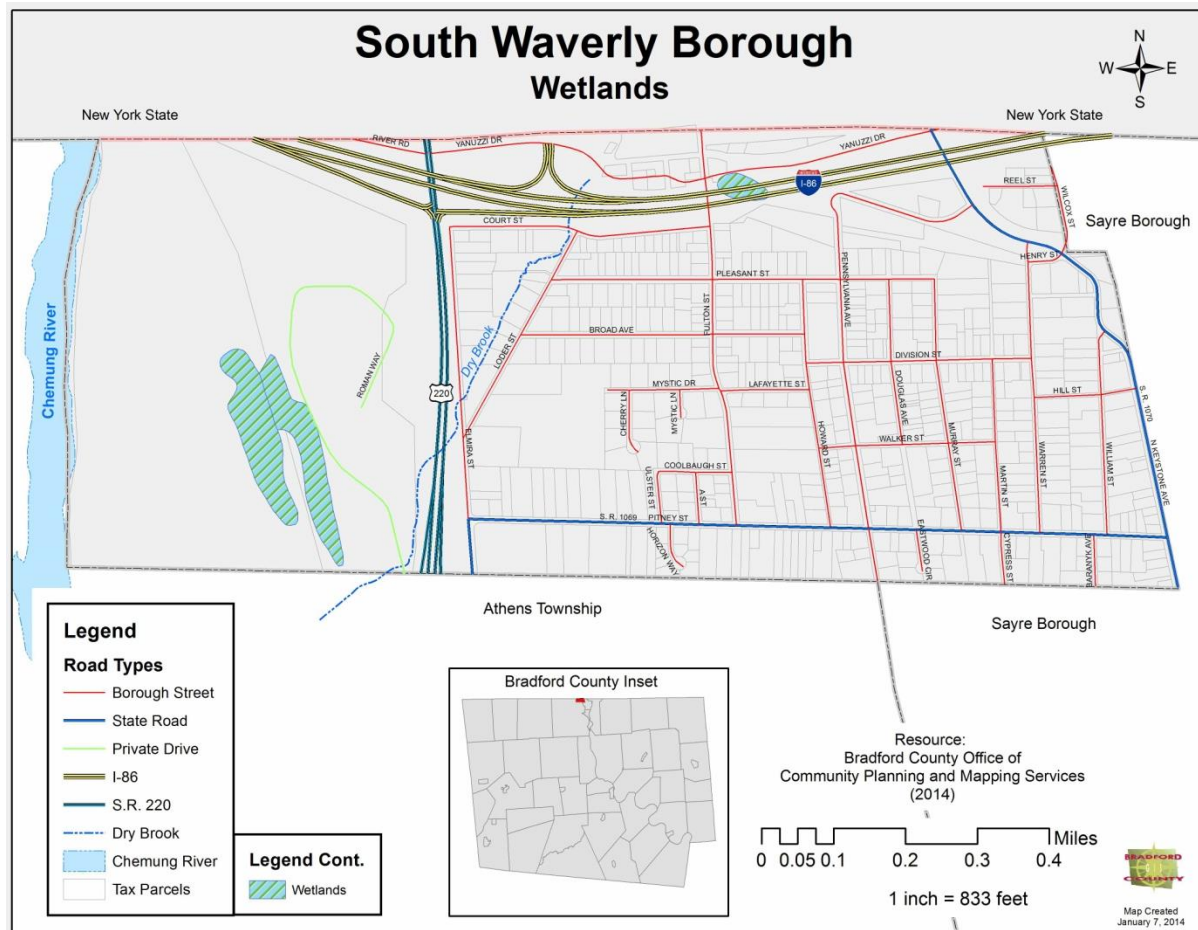 South Waverly Borough
Wetlands
N
W E
S
New York State
New York State
RIVER RD
YANUZZI DR
YANUZZI DR
I-86
REEL ST
WILCOX ST
Sayre Borough
COURT ST
HENRY ST
PLEASANT ST
PENNSYLVANIA AVE
FULTON ST
Chemung River
ROMAN WAY
220
Dry Brook
LODER ST
BROAD AVE
DIVISION ST
MYSTIC DR
LAFAYETTE ST
DOUGLAS AVE
HILL ST
S. R. 1070
CHERRY LN
MYSTIC LN
ELMIRA ST
HOWARD ST
WALKER ST
MURRAY ST
WARREN ST
WILLIAM ST
N KEYSTONE AVE
COOLBAUGH ST
ULSTER ST
A ST
MARTIN ST
S. R. 1069 PITNEY ST
HORIZON WAY
EASTWOOD CIR
CYPRESS ST
BARANYK AVE
Athens Township
Sayre Borough
Legend
Road Types
Borough Street
State Road
Private Drive
I-86
S.R. 220
Dry Brook
Chemung River
Tax Parcels
Legend Cont.
Wetlands
Bradford County Inset
Resource:
Bradford County Office of
Community Planning and Mapping Services
(2014)
Miles
0 0.05 0.1 0.2 0.3 0.4
1 inch = 833 feet
BRADFORD
COUNTY
Map Created
January 7, 2014